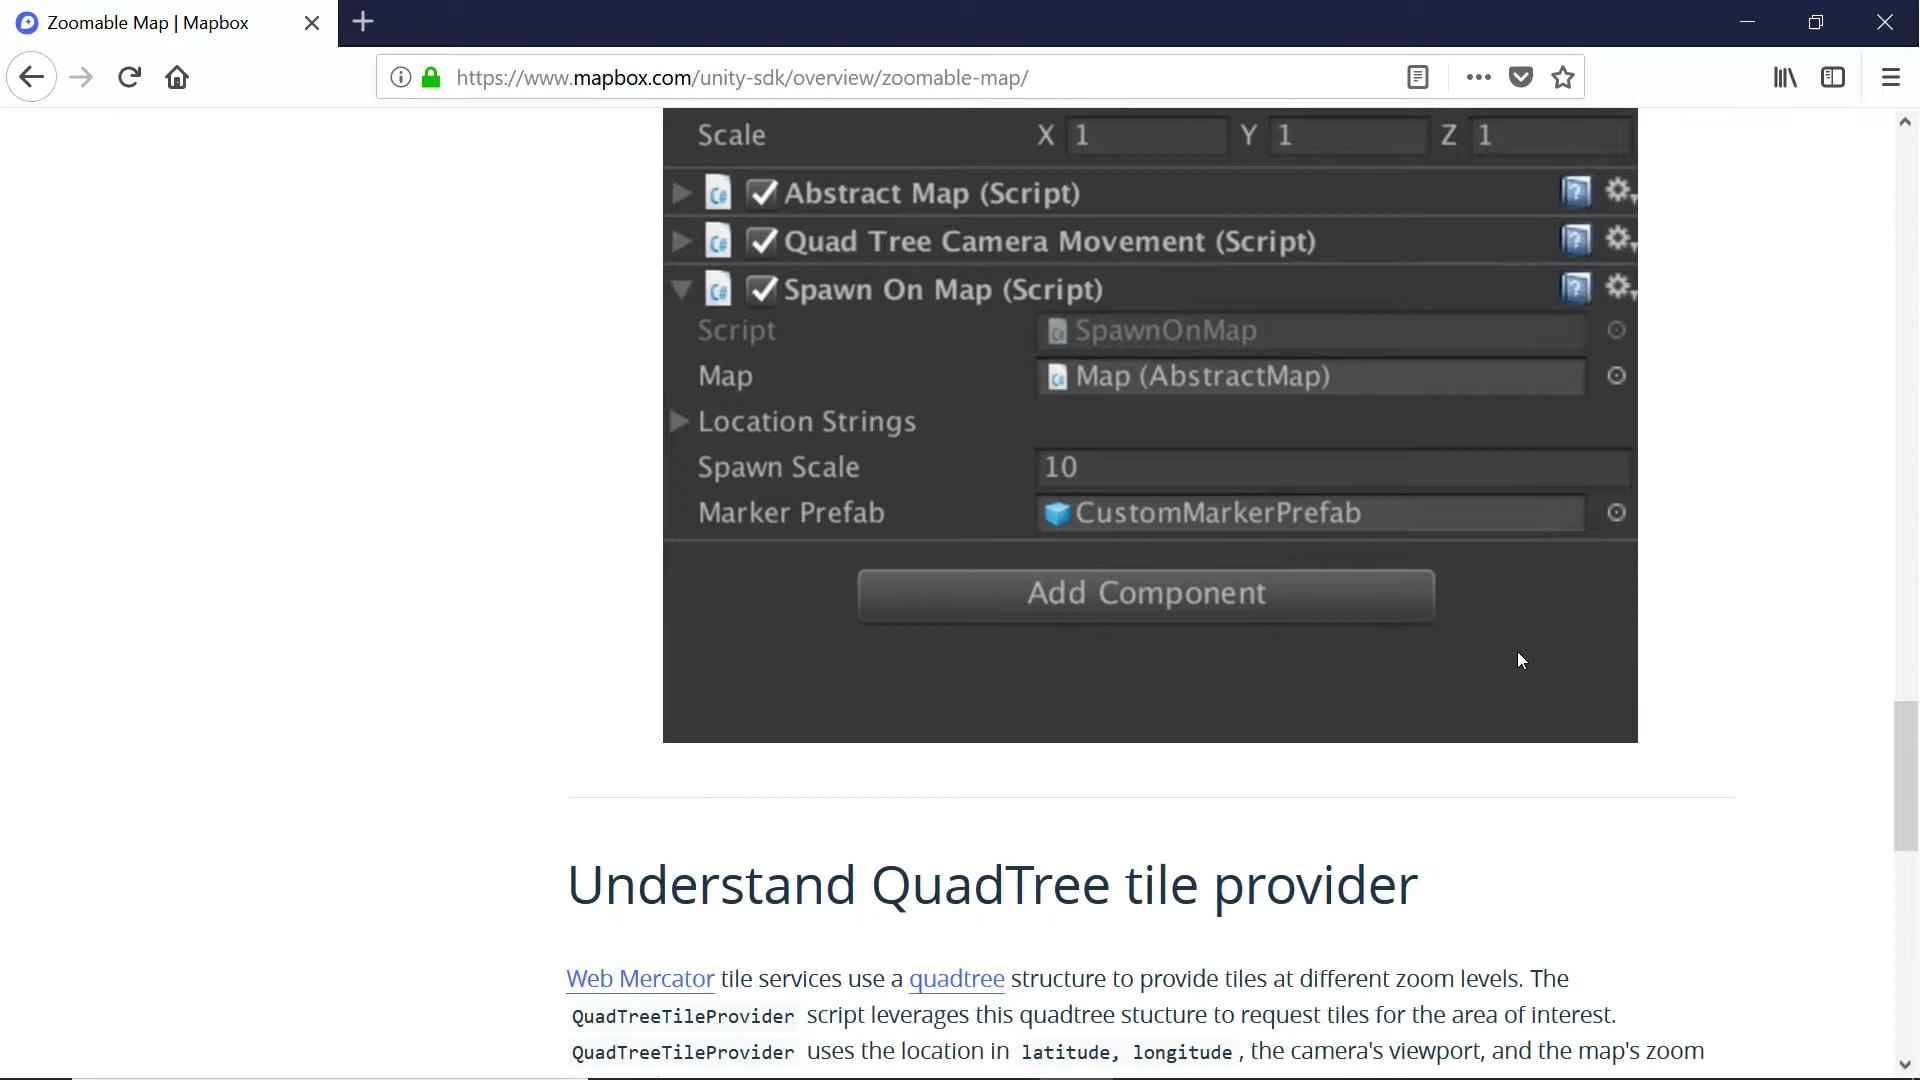 Zoomable Map | Mapbox
https://www.mapbox.com/unity-sdk/overview/zoomable-map/
Scale X 1 Y 1 Z 1
Abstract Map (Script)
Quad Tree Camera Movement (Script)
Spawn On Map (Script)
Script SpawnOnMap
Map Map (AbstractMap)
Location Strings
Spawn Scale 10
Marker Prefab CustomMarkerPrefab
Add Component
Understand QuadTree tile provider
Web Mercator tile services use a quadtree structure to provide tiles at different zoom levels. The
QuadTreeTileProvider script leverages this quadtree stucture to request tiles for the area of interest.
QuadTreeTileProvider uses the location in latitude, longitude , the camera's viewport, and the map's zoom